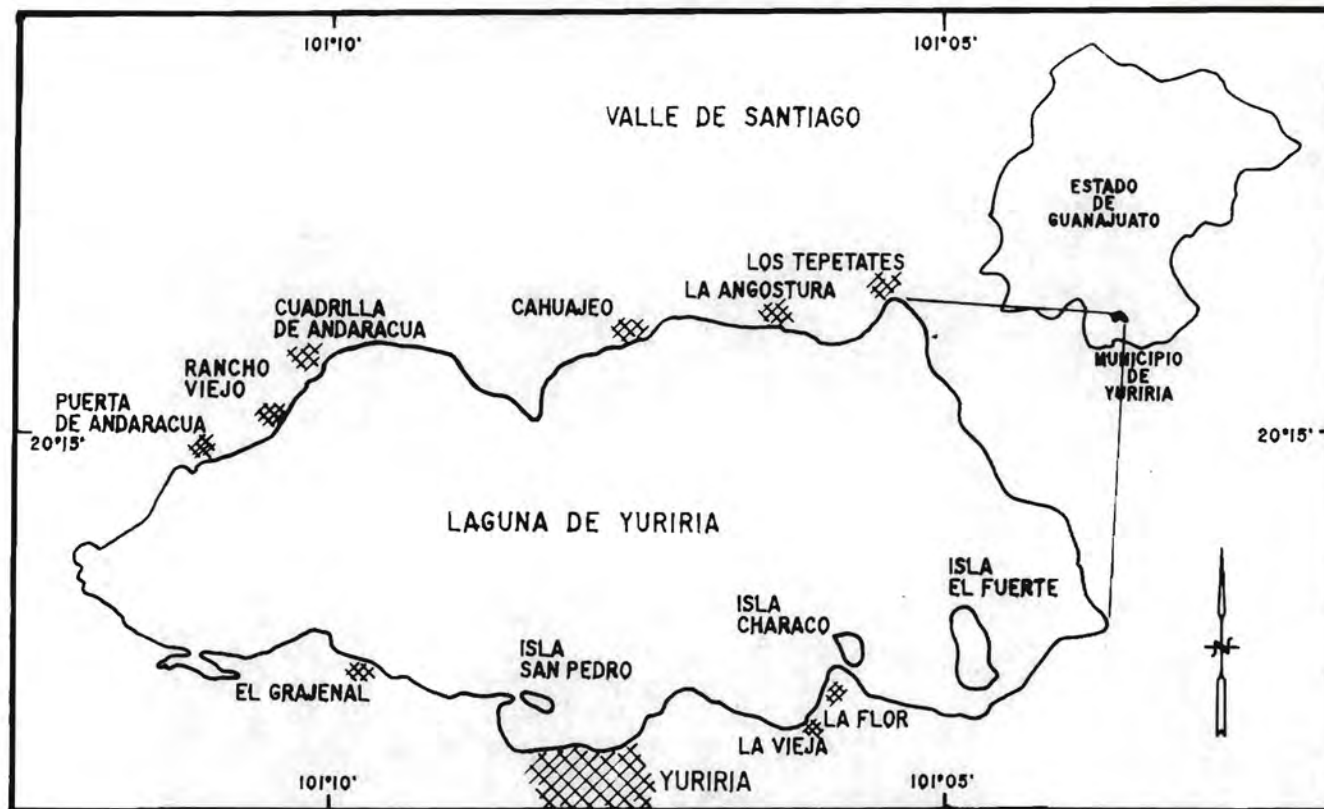 101°10'
101°05'
VALLE DE SANTIAGO
ESTADO
DE
GUANAJUATO
LOS TEPETATES
LA ANGOSTURA
CAHUAJEO
CUADRILLA
DE ANDARACUA
RANCHO
VIEJO
PUERTA
DE ANDARACUA
MUNICIPIO
DE
YURIRIA
20°15'
20°15'
LAGUNA DE YURIRIA
ISLA
EL FUERTE
ISLA
CHARACO
ISLA
SAN PEDRO
EL GRAJENAL
LA FLOR
LA VIEJA
N
101°10'
YURIRIA
101°05'